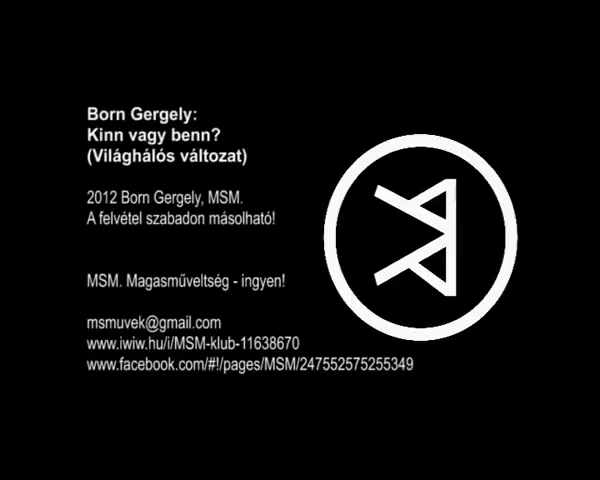 Born Gergely:
Kinn vagy benn?
(Világhálós változat)
2012 Born Gergely, MSM.
A felvétel szabadon másolható!
MSM. Magasműveltség - ingyen!
msmuvek@gmail.com
www.iwiw.hu/i/MSM-klub-11638670
www.facebook.com/#!/pages/MSM/247552575255349